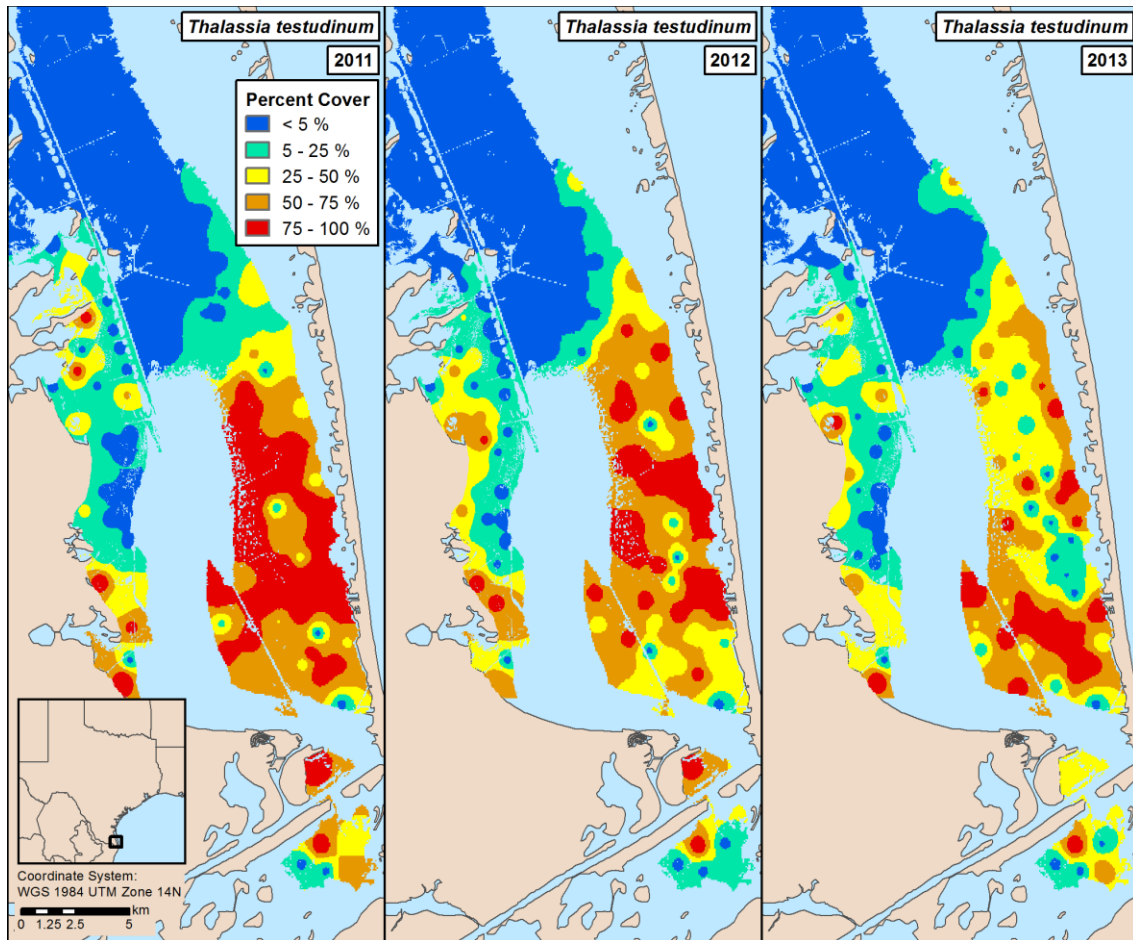 Thalassia testudinum
2011
Percent Cover
< 5 %
5 - 25 %
25 - 50 %
50 - 75 %
75 - 100 %
Coordinate System:
WGS 1984 UTM Zone 14N
km
0 1.25 2.5 5
Thalassia testudinum
2012
Thalassia testudinum
2013